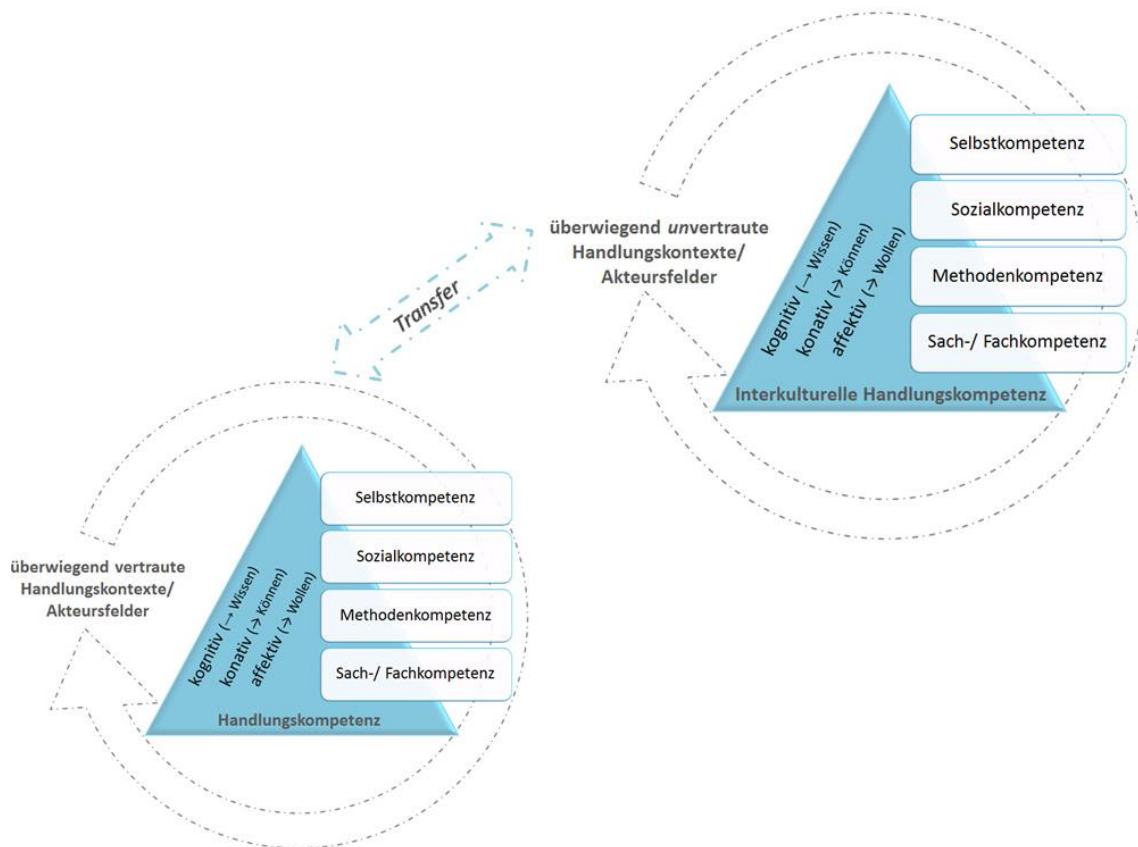 Selbstkompetenz
Sozialkompetenz
Methodenkompetenz
Sach-/ Fachkompetenz
kognitiv (→ Wissen)
konativ (→ Können)
affektiv (→ Wollen)
Interkulturelle Handlungskompetenz
überwiegend unvertraute
Handlungskontexte/
Akteursfelder
Transfer
Selbstkompetenz
Sozialkompetenz
Methodenkompetenz
Sach-/ Fachkompetenz
kognitiv (→ Wissen)
konativ (→ Können)
affektiv (→ Wollen)
Handlungskompetenz
überwiegend vertraute
Handlungskontexte/
Akteursfelder